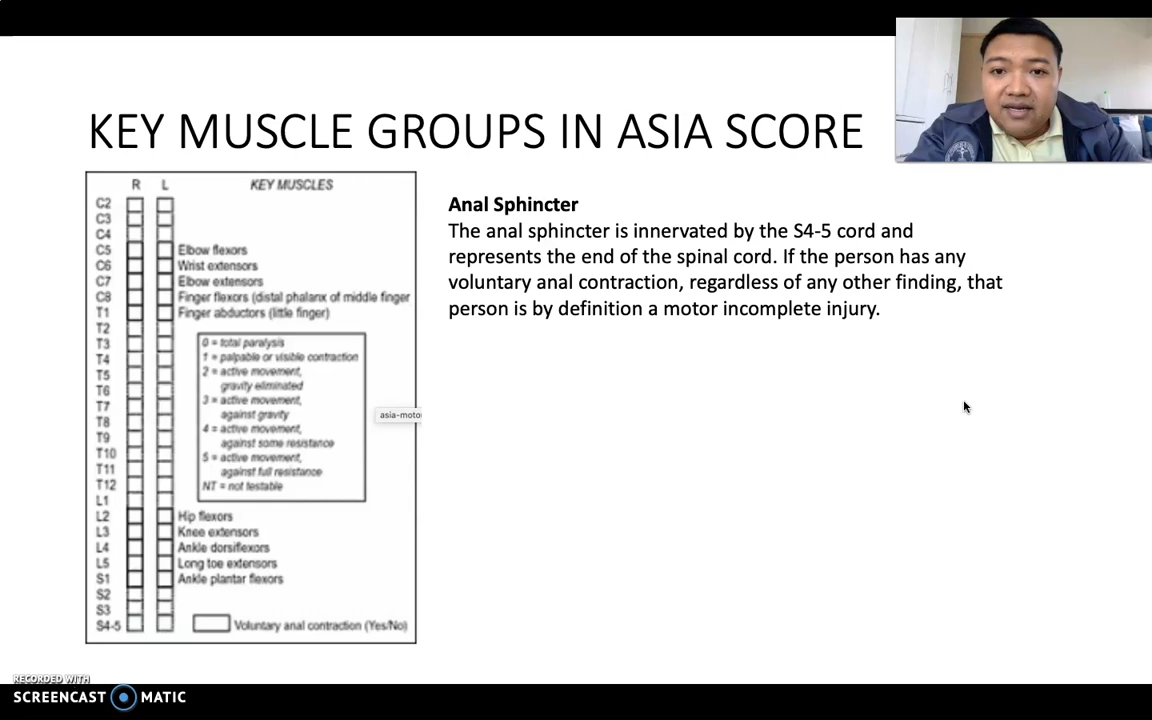 KEY MUSCLE GROUPS IN ASIA SCORE
R L KEY MUSCLES
C2
C3
C4
C5 Elbow flexors
C6 Wrist extensors
C7 Elbow extensors
C8 Finger flexors (distal phalanx of middle finger
T1 Finger abductors (little finger)
T2
T3
T4
T5
T6
T7
T8
T9
T10
T11
T12
L1
0 = total paralysis
1 = palpable or visible contraction
2 = active movement,
gravity eliminated
3 = active movement,
against gravity
4 = active movement,
against some resistance
5 = active movement,
against full resistance
NT = not testable
asia-moto
L2 Hip flexors
L3 Knee extensors
L4 Ankle dorsiflexors
L5 Long toe extensors
S1 Ankle plantar flexors
S2
S3
S4-5 Voluntary anal contraction (Yes/No)
Anal Sphincter
The anal sphincter is innervated by the S4-5 cord and
represents the end of the spinal cord. If the person has any
voluntary anal contraction, regardless of any other finding, that
person is by definition a motor incomplete injury.
RECORDED WITH
SCREENCAST MATIC